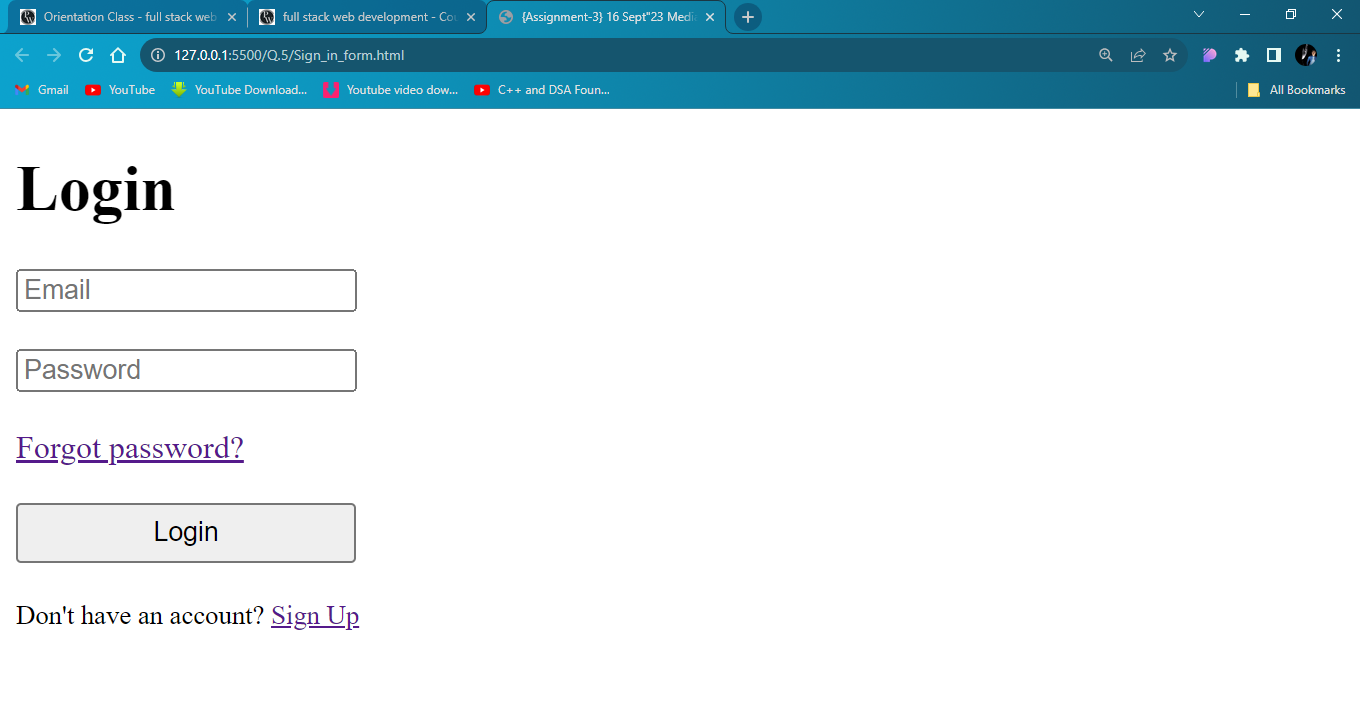 Orientation Class - full stack web
full stack web development - Cou
{Assignment-3} 16 Sept"23 Medi
127.0.0.1:5500/Q.5/Sign_in_form.html
Gmail
YouTube
YouTube Download...
Youtube video dow...
C++ and DSA Foun...
All Bookmarks
Login
Email
Password
Forgot password?
Login
Don't have an account? Sign Up